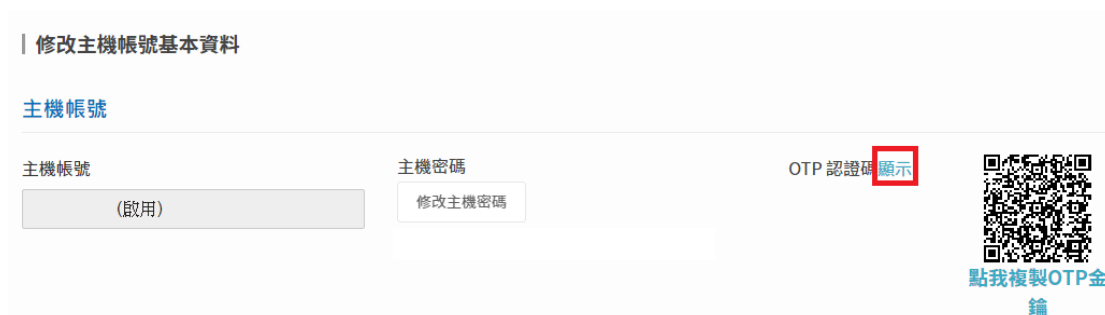 修改主機帳號基本資料
主機帳號
主機帳號
主機密碼
OTP 認證碼顯示
(啟用)
修改主機密碼
點我複製OTP金
鑰